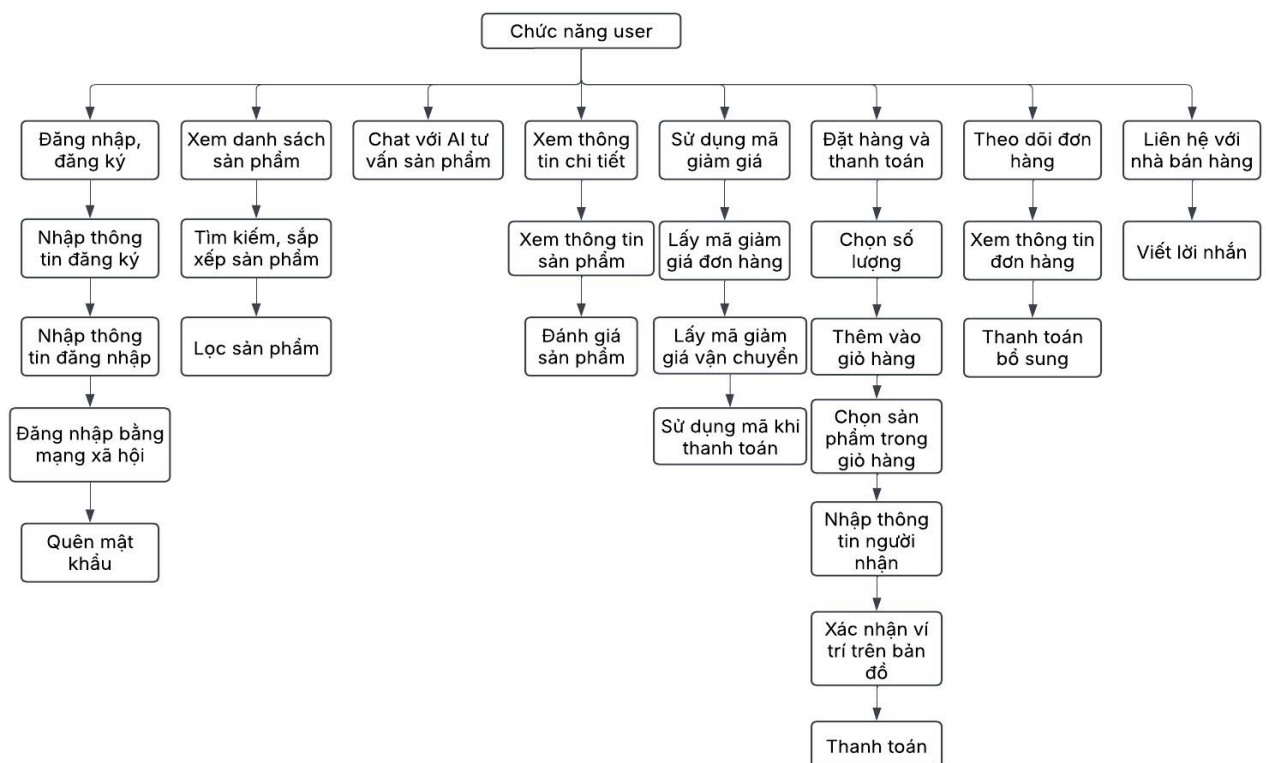 Chức năng user
Đăng nhập,
đăng ký
Xem danh sách
sản phẩm
Chat với AI tư
vấn sản phẩm
Xem thông
tin chi tiết
Sử dụng mã
giảm giá
Đặt hàng và
thanh toán
Theo dõi đơn
hàng
Liên hệ với
nhà bán hàng
Nhập thông
tin đăng ký
Tìm kiếm, sắp
xếp sản phẩm
Xem thông tin
sản phẩm
Lấy mã giảm
giá đơn hàng
Chọn số
lượng
Xem thông tin
đơn hàng
Viết lời nhắn
Nhập thông
tin đăng nhập
Lọc sản phẩm
Đánh giá
sản phẩm
Lấy mã giảm
giá vận chuyển
Thêm vào
giỏ hàng
Thanh toán
bổ sung
Đăng nhập bằng
mạng xã hội
Sử dụng mã khi
thanh toán
Chọn sản
phẩm trong
giỏ hàng
Quên mật
khẩu
Nhập thông
tin người
nhận
Xác nhận ví
trí trên bản
đồ
Thanh toán